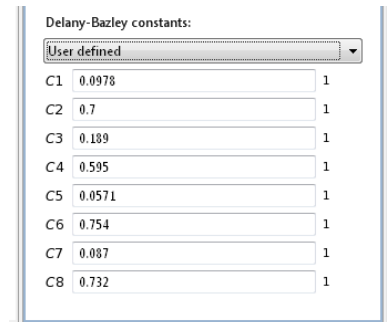 Delany-Bazley constants:
User defined
C1 0.0978 1
C2 0.7 1
C3 0.189 1
C4 0.595 1
C5 0.0571 1
C6 0.754 1
C7 0.087 1
C8 0.732 1